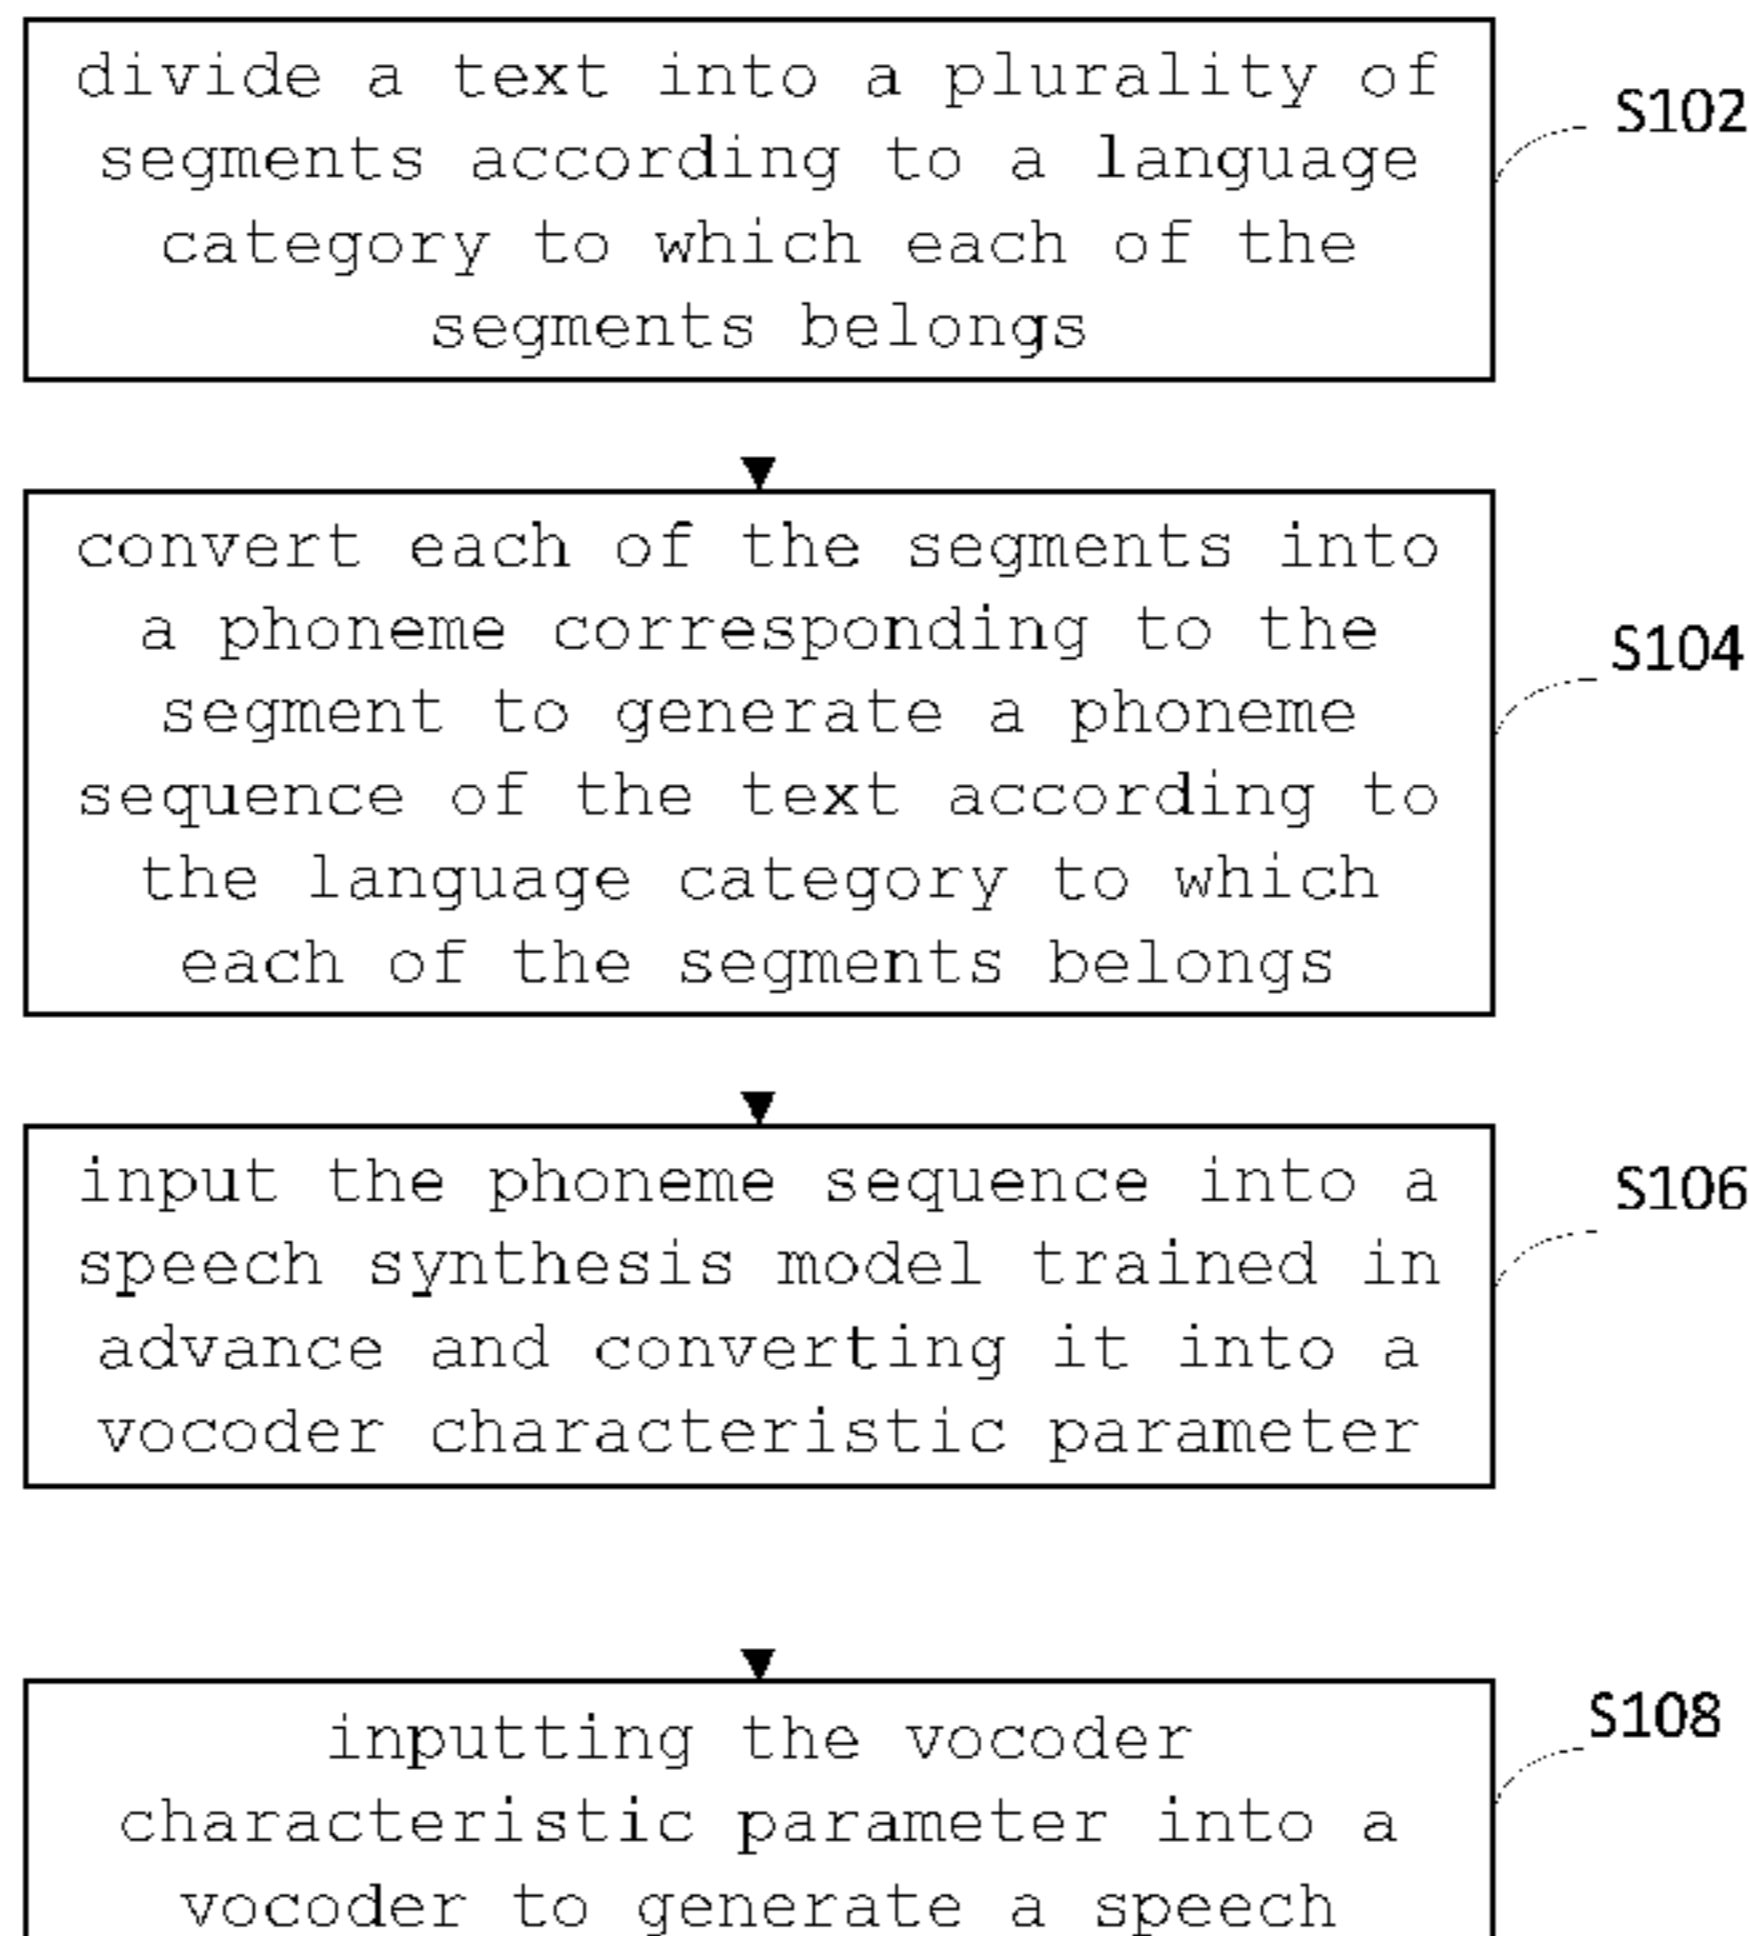 divide a text into a plurality of
segments according to a language
category to which each of the
segments belongs
S102
convert each of the segments into
a phoneme corresponding to the
segment to generate a phoneme
sequence of the text according to
the language category to which
each of the segments belongs
S104
input the phoneme sequence into a
speech synthesis model trained in
advance and converting it into a
vocoder characteristic parameter
S106
inputting the vocoder
characteristic parameter into a
vocoder to generate a speech
S108